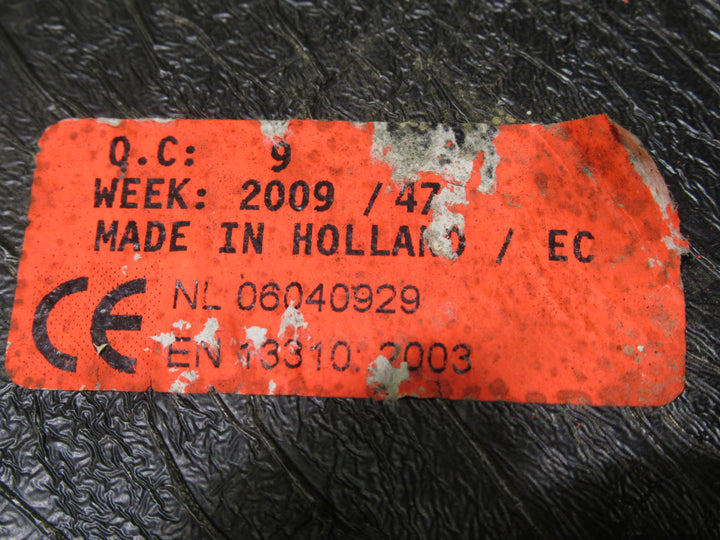 Q.C: 9
WEEK: 2009 / 47
MADE IN HOLLAND / EC
CE NL 06040929
EN 13310: 2003